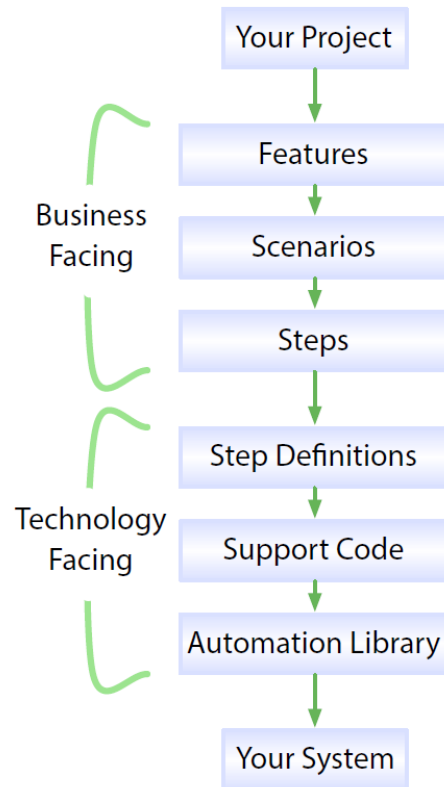 Your Project
Features
Business
Facing
Scenarios
Steps
Step Definitions
Technology
Facing
Support Code
Automation Library
Your System